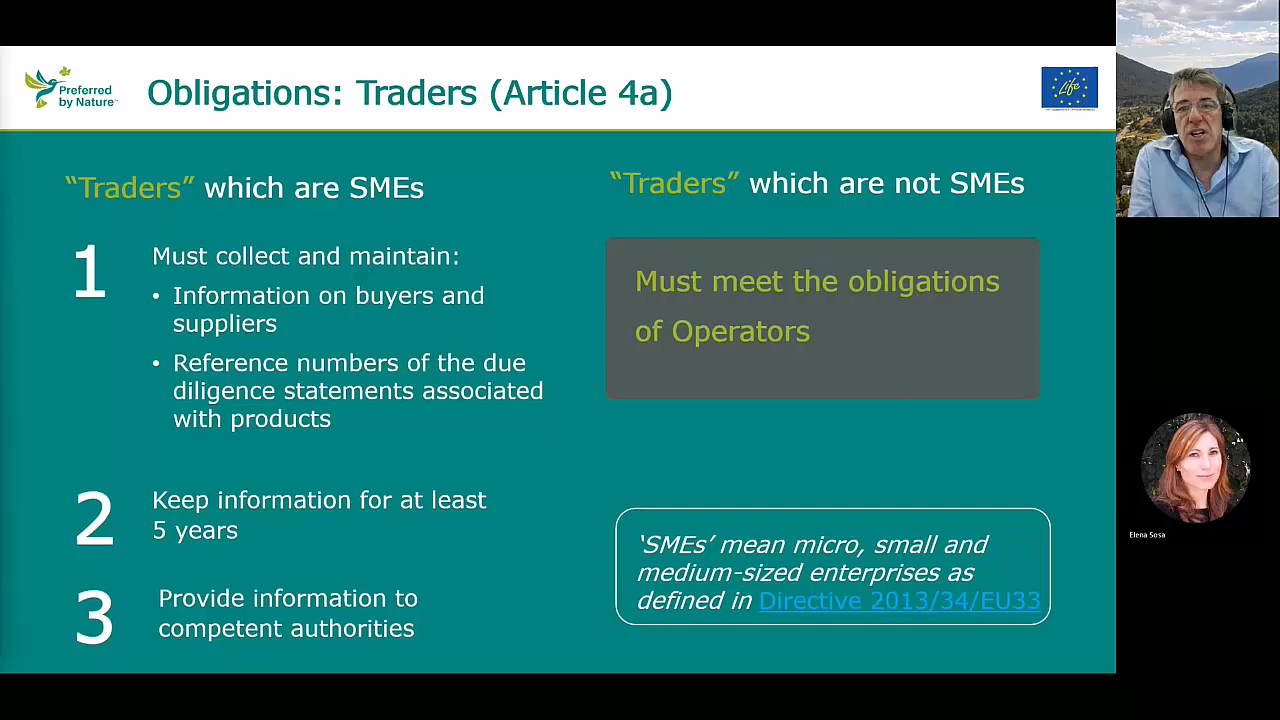 Preferred
by Nature™
Obligations: Traders (Article 4a)
Life
“Traders” which are SMEs
1
Must collect and maintain:
• Information on buyers and
suppliers
• Reference numbers of the due
diligence statements associated
with products
2
Keep information for at least
5 years
3
Provide information to
competent authorities
“Traders” which are not SMEs
Must meet the obligations
of Operators
‘SMEs’ mean micro, small and
medium-sized enterprises as
defined in Directive 2013/34/EU33
Elena Sosa